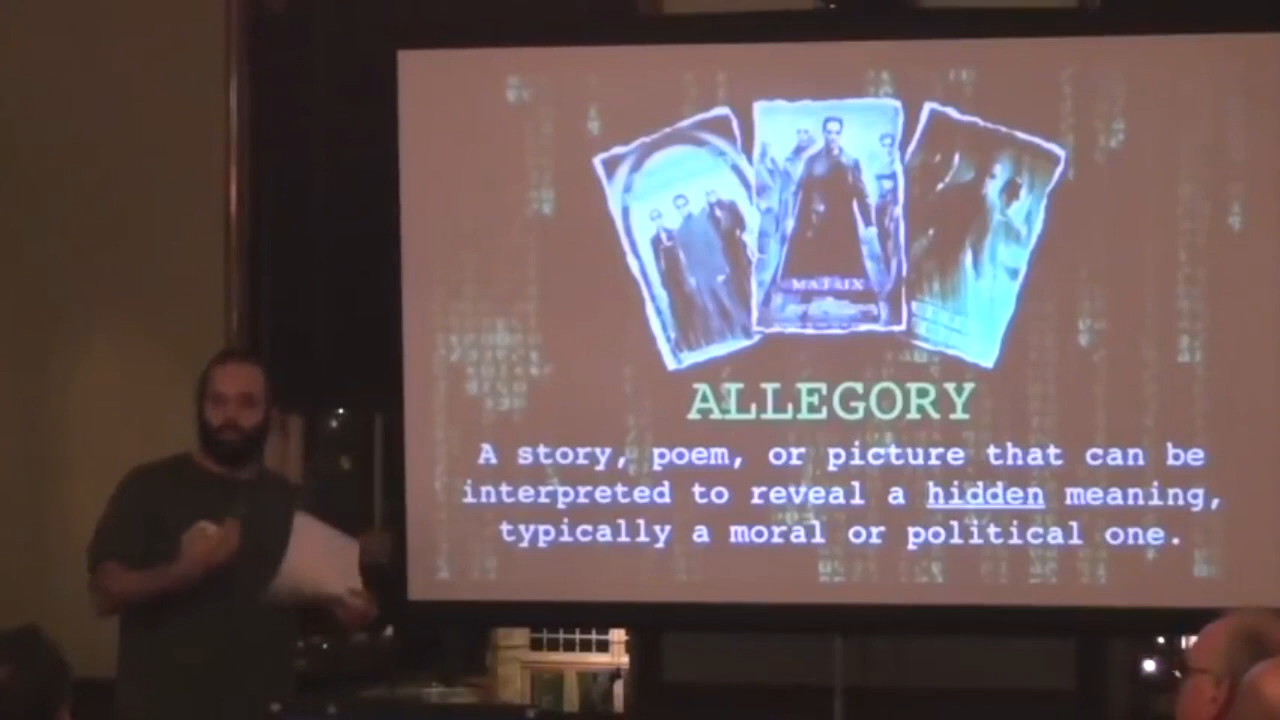 MATRIX
ALLEGORY
A story, poem, or picture that can be
interpreted to reveal a hidden meaning,
typically a moral or political one.